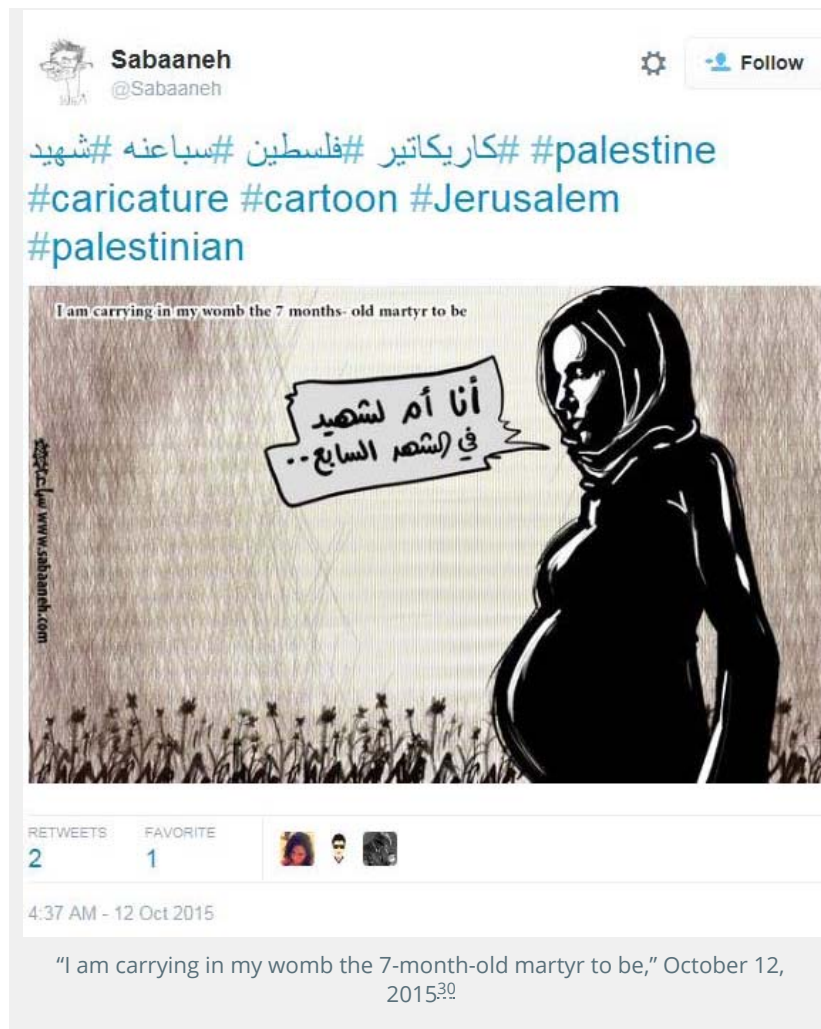 Sabaaneh
@Sabaaneh
Follow
#كاريكاتير #فلسطين #سباعنه #شهيد #palestine
#caricature #cartoon #Jerusalem
#palestinian
I am carrying in my womb the 7 months- old martyr to be
أنا أم لشهيد
في الشهر السابع..
www.sabaaneh.com
RETWEETS
2
FAVORITE
1
4:37 AM - 12 Oct 2015
“I am carrying in my womb the 7-month-old martyr to be,” October 12,
2015³⁰